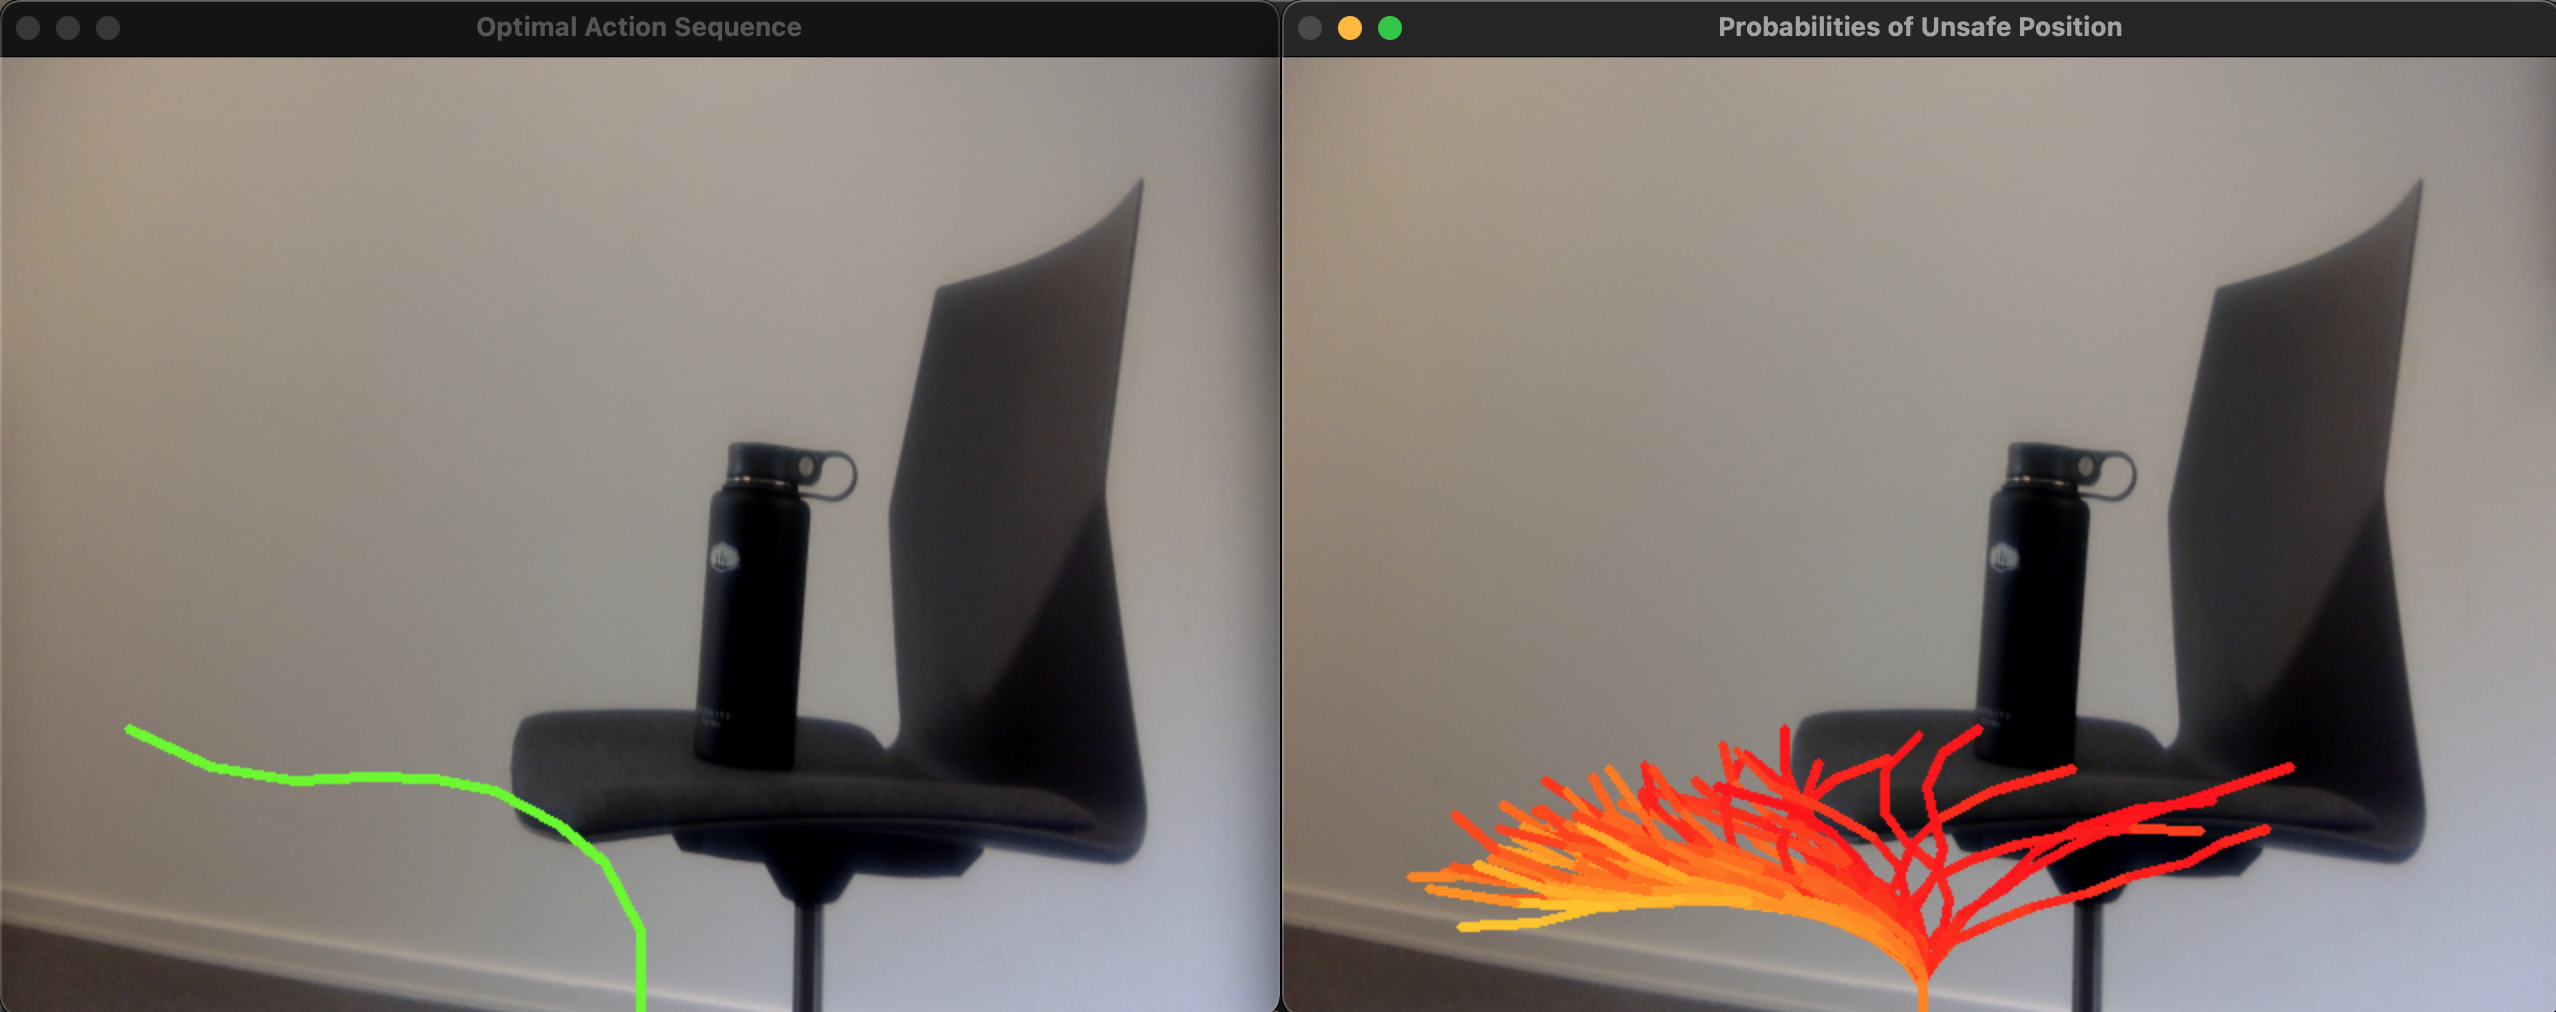 Optimal Action Sequence
Probabilities of Unsafe Position